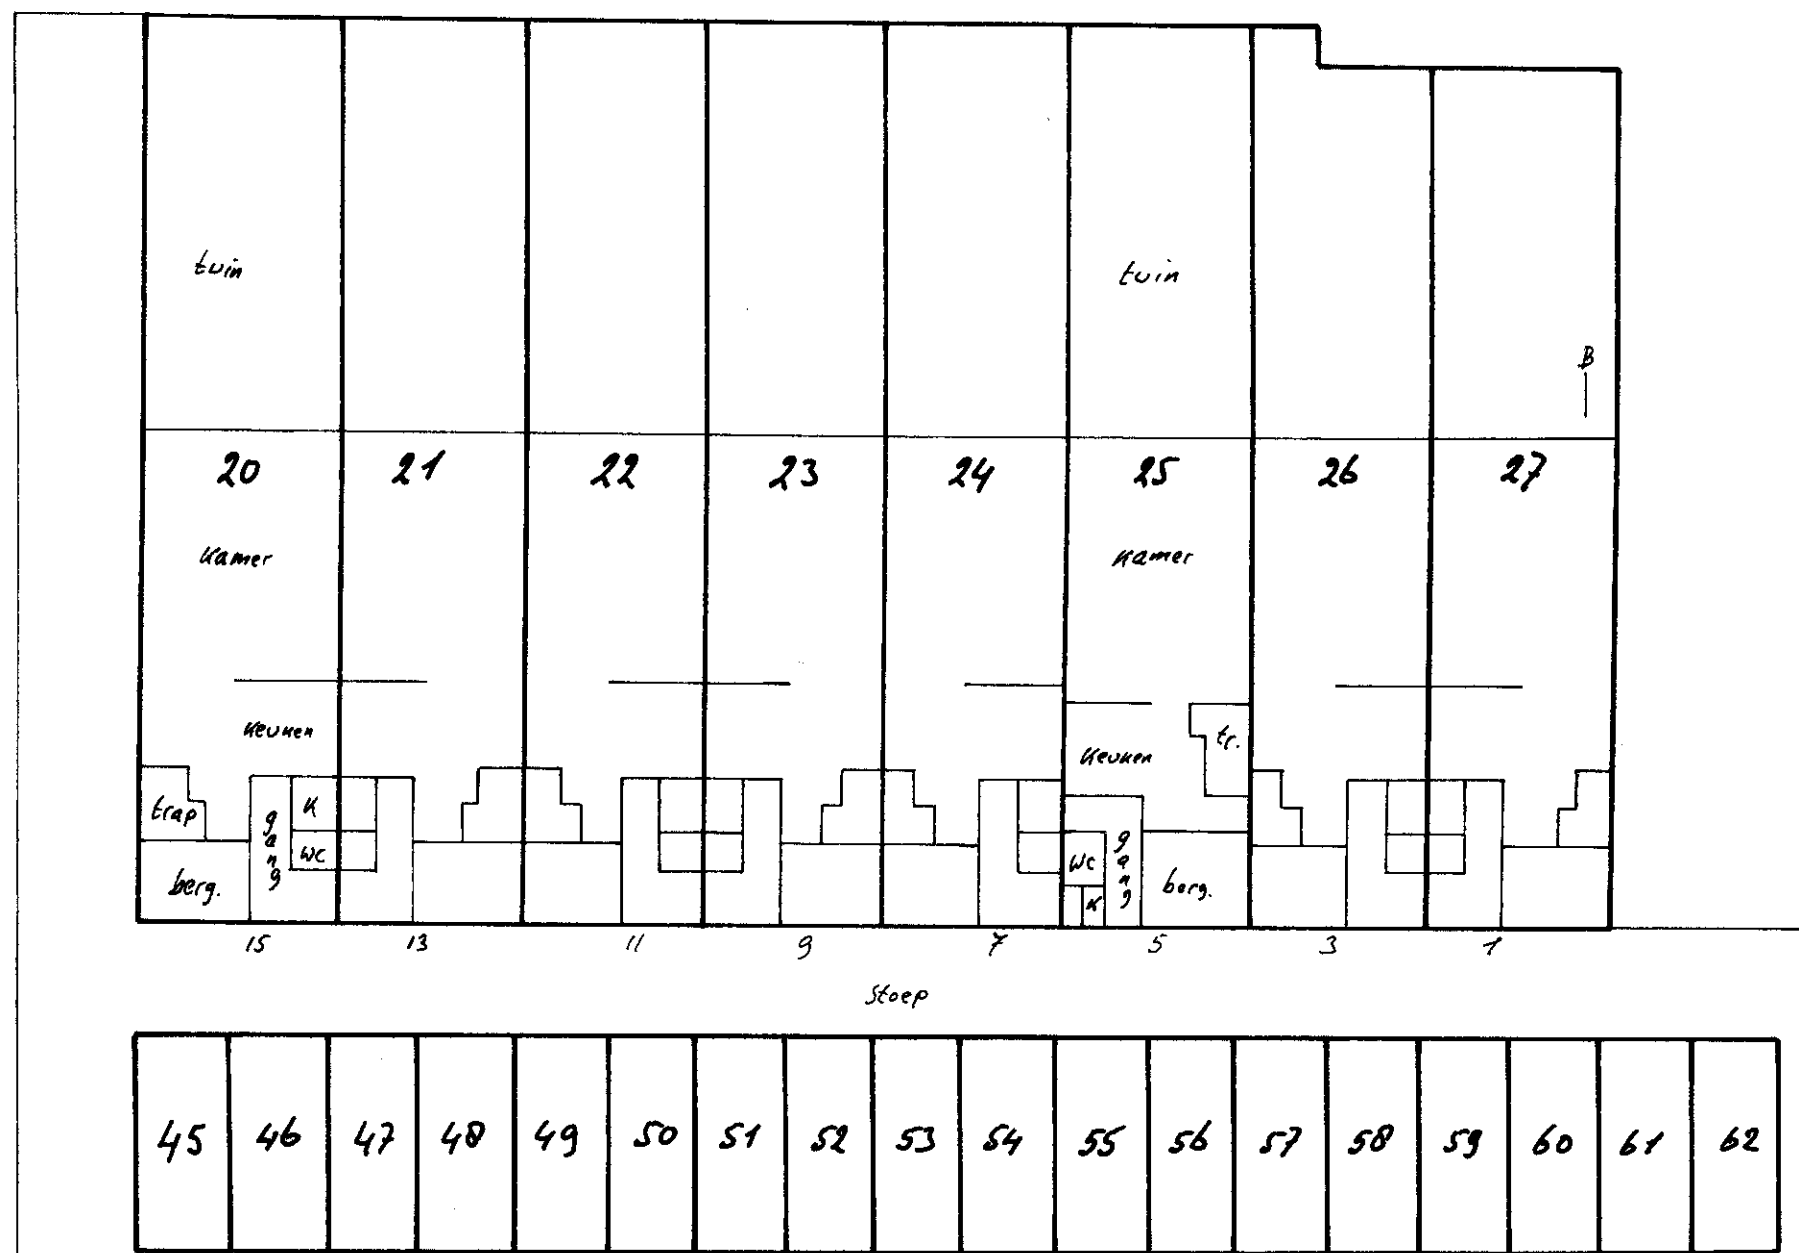 tuin
tuin
B
20 21 22 23 24 25 26 27
Kamer
Kamer
Keuken
Keuken
tr.
trap
gang
K
WC
berg.
WC
gang
K
berg.
15 13 11 9 7 5 3 1
Stoep
45 46 47 48 49 50 51 52 53 54 55 56 57 58 59 60 61 62